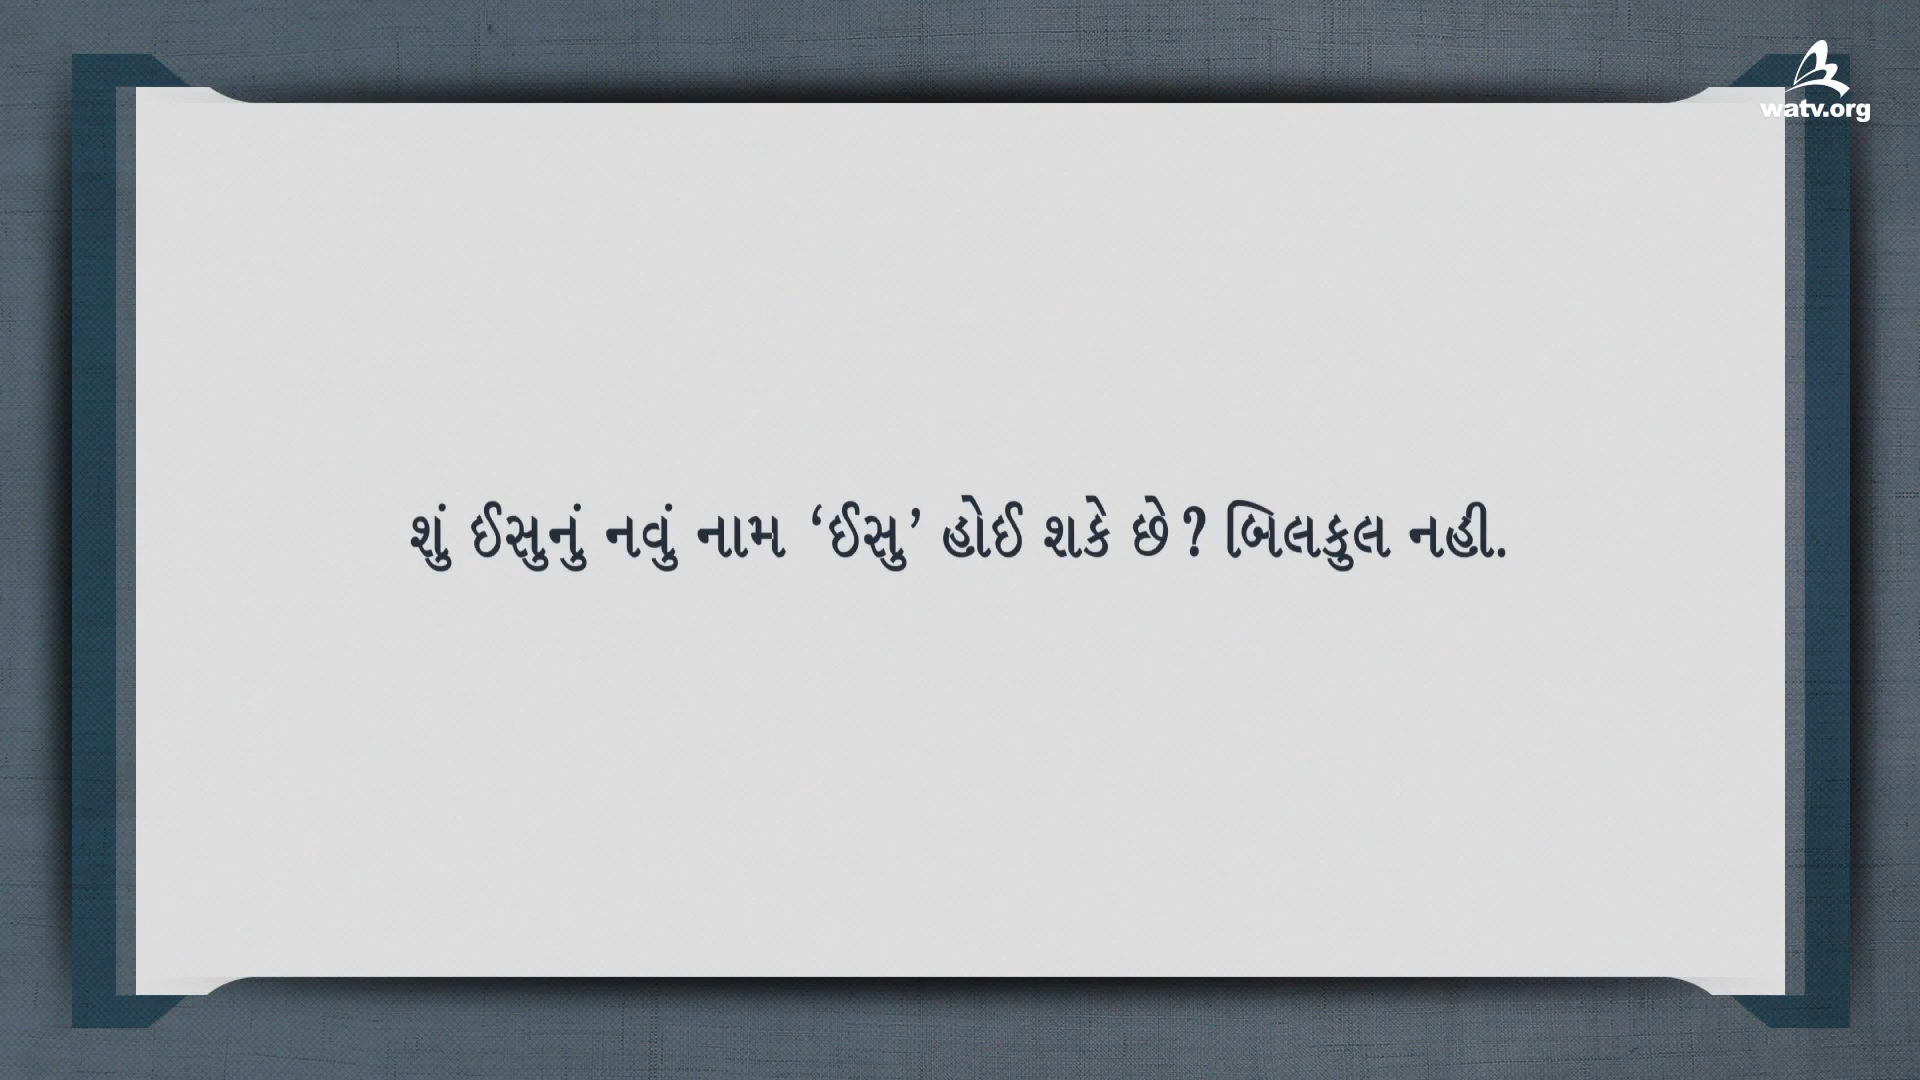 watv.org
શું ઈસુનું નવું નામ ‘ઈસુ’ હોઈ શકે છે? બિલકુલ નહી.